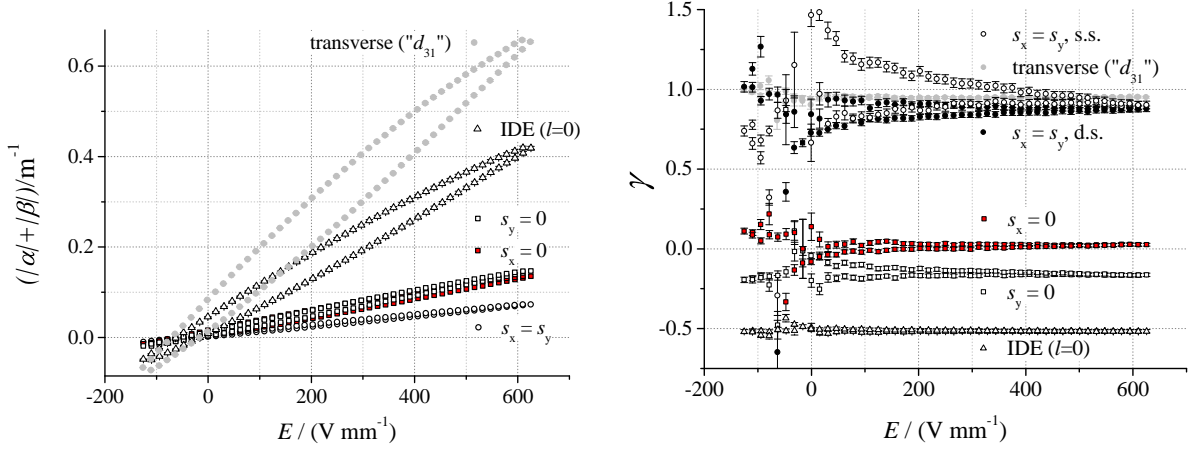 transverse ("d31")
IDE (l=0)
sy = 0
sx = 0
sx = sy
0.6
0.4
0.2
0.0
(|α|+|β|)/m-1
-200 0 200 400 600
E / (V mm-1)
sx = sy, s.s.
transverse ("d31")
sx = sy, d.s.
sx = 0
sy = 0
IDE (l=0)
1.5
1.0
0.5
0.0
-0.5
γ
-200 0 200 400 600
E / (V mm-1)